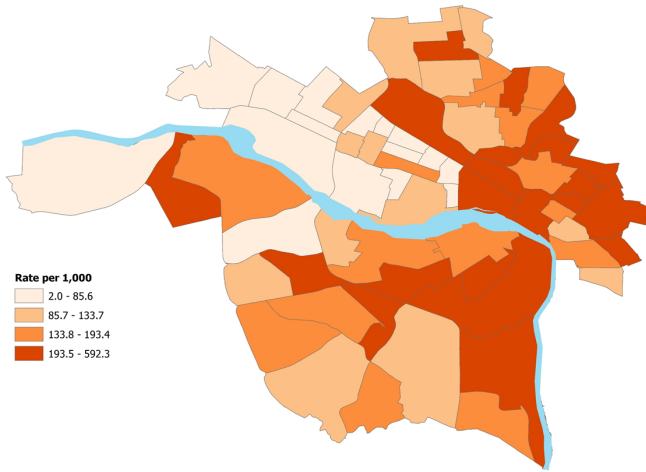 Rate per 1,000
2.0 - 85.6
85.7 - 133.7
133.8 - 193.4
193.5 - 592.3